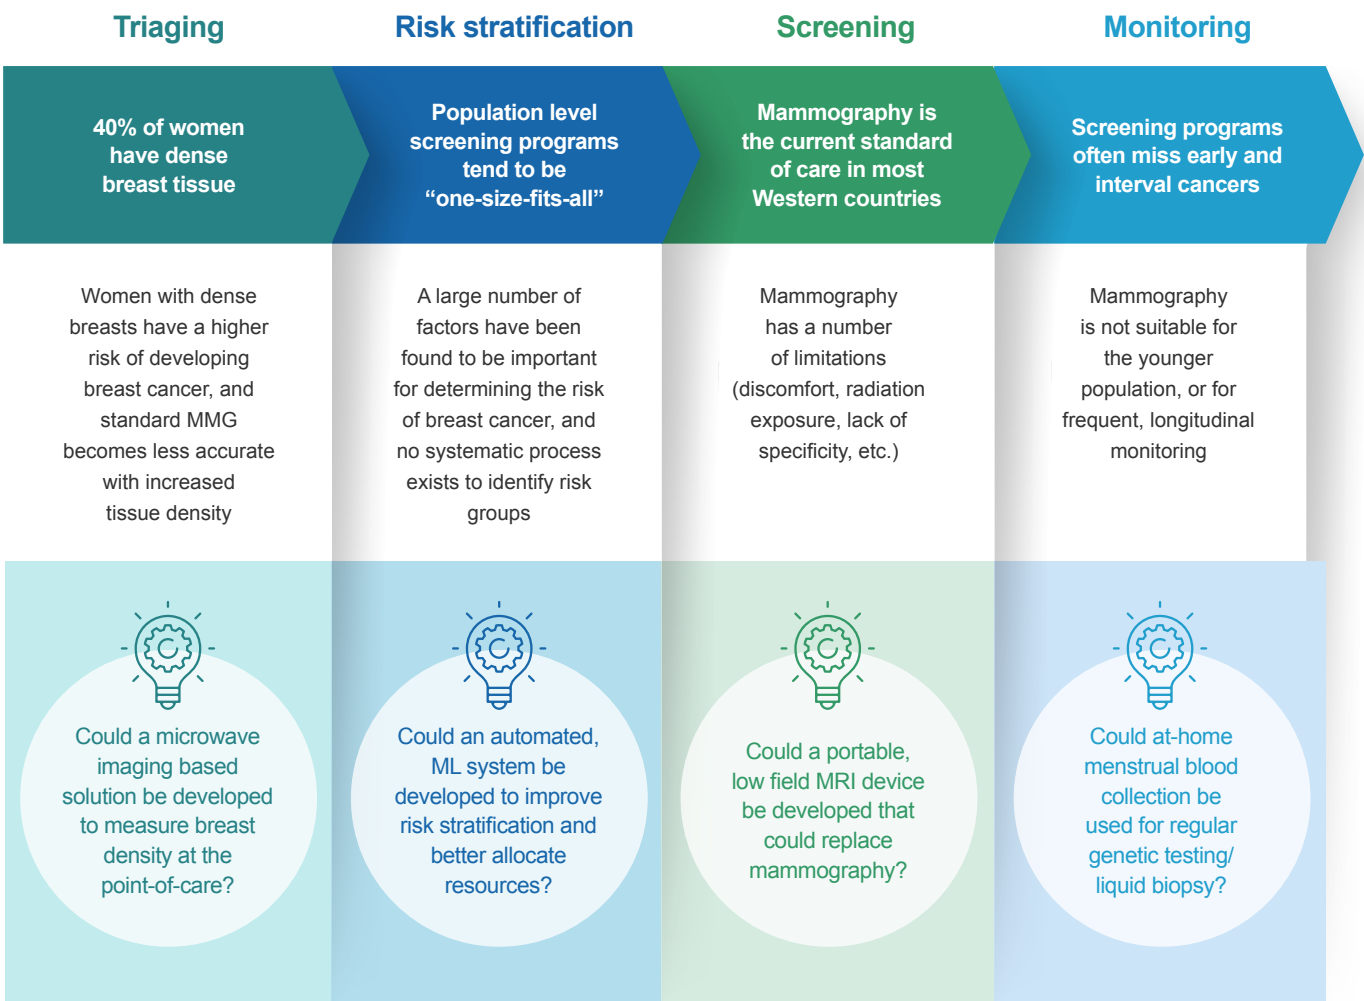 Triaging
Risk stratification
Screening
Monitoring
40% of women
have dense
breast tissue
Population level
screening programs
tend to be
“one-size-fits-all”
Mammography is
the current standard
of care in most
Western countries
Screening programs
often miss early and
interval cancers
Women with dense
breasts have a higher
risk of developing
breast cancer, and
standard MMG
becomes less accurate
with increased
tissue density
A large number of
factors have been
found to be important
for determining the risk
of breast cancer, and
no systematic process
exists to identify risk
groups
Mammography
has a number
of limitations
(discomfort, radiation
exposure, lack of
specificity, etc.)
Mammography
is not suitable for
the younger
population, or for
frequent, longitudinal
monitoring
Could a microwave
imaging based
solution be developed
to measure breast
density at the
point-of-care?
Could an automated,
ML system be
developed to improve
risk stratification and
better allocate
resources?
Could a portable,
low field MRI device
be developed that
could replace
mammography?
Could at-home
menstrual blood
collection be
used for regular
genetic testing/
liquid biopsy?